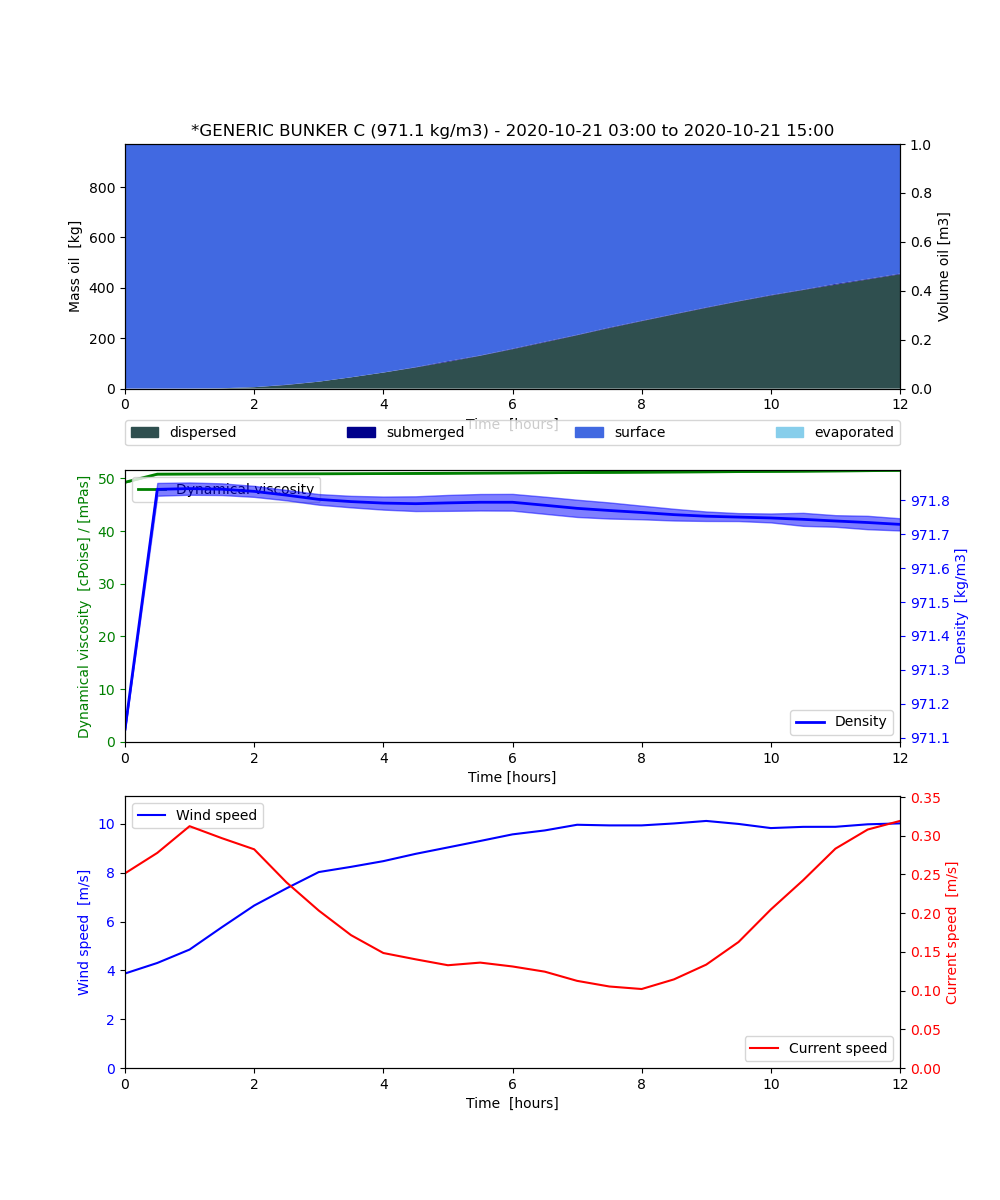 *GENERIC BUNKER C (971.1 kg/m3) - 2020-10-21 03:00 to 2020-10-21 15:00
Mass oil [kg]
800
600
400
200
0
1.0
0.8
0.6
0.4
0.2
0.0
Volume oil [m3]
0 2 4 6 8 10 12
Time [hours]
dispersed submerged surface evaporated
Dynamical viscosity [cPoise] / [mPas]
50
40
30
20
10
0
Dynamical viscosity
971.8
971.7
971.6
971.5
971.4
971.3
971.2
971.1
Density [kg/m3]
Density
0 2 4 6 8 10 12
Time [hours]
Wind speed [m/s]
10
8
6
4
2
0
Wind speed
0.35
0.30
0.25
0.20
0.15
0.10
0.05
0.00
Current speed [m/s]
Current speed
0 2 4 6 8 10 12
Time [hours]